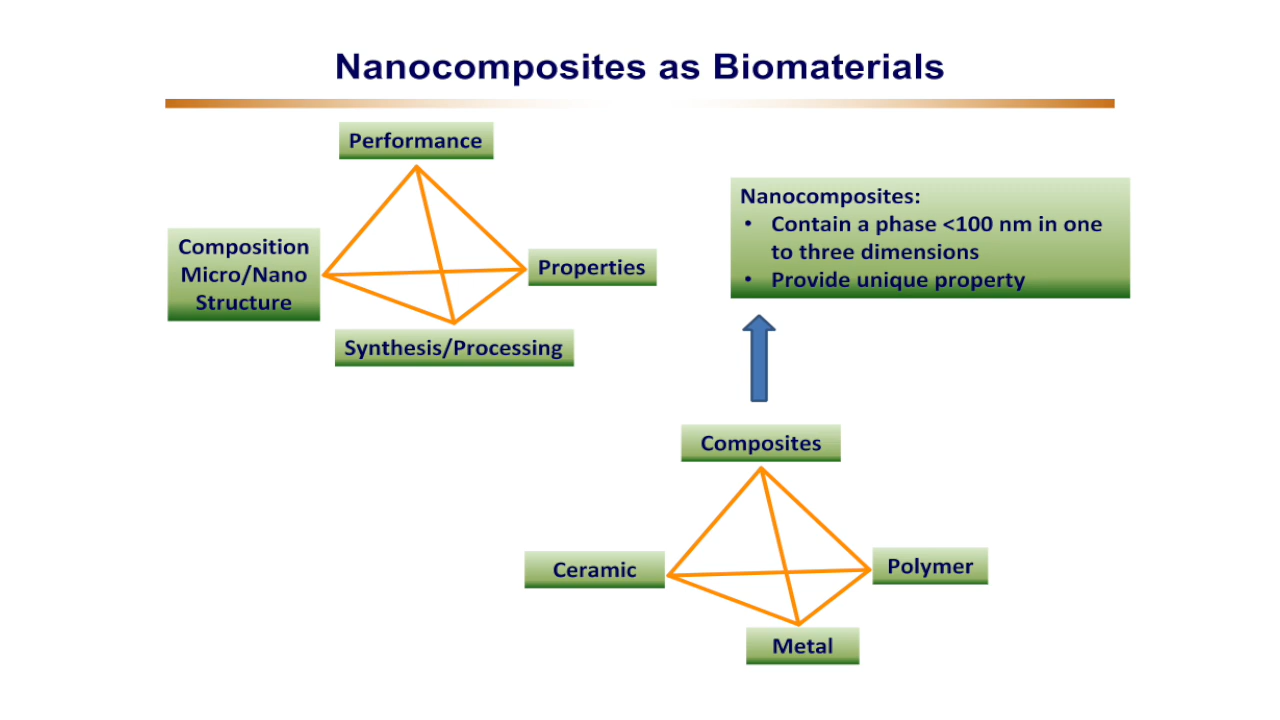 Nanocomposites as Biomaterials
Performance
Composition
Micro/Nano
Structure
Properties
Synthesis/Processing
Nanocomposites:
• Contain a phase <100 nm in one
to three dimensions
• Provide unique property
Composites
Ceramic
Polymer
Metal